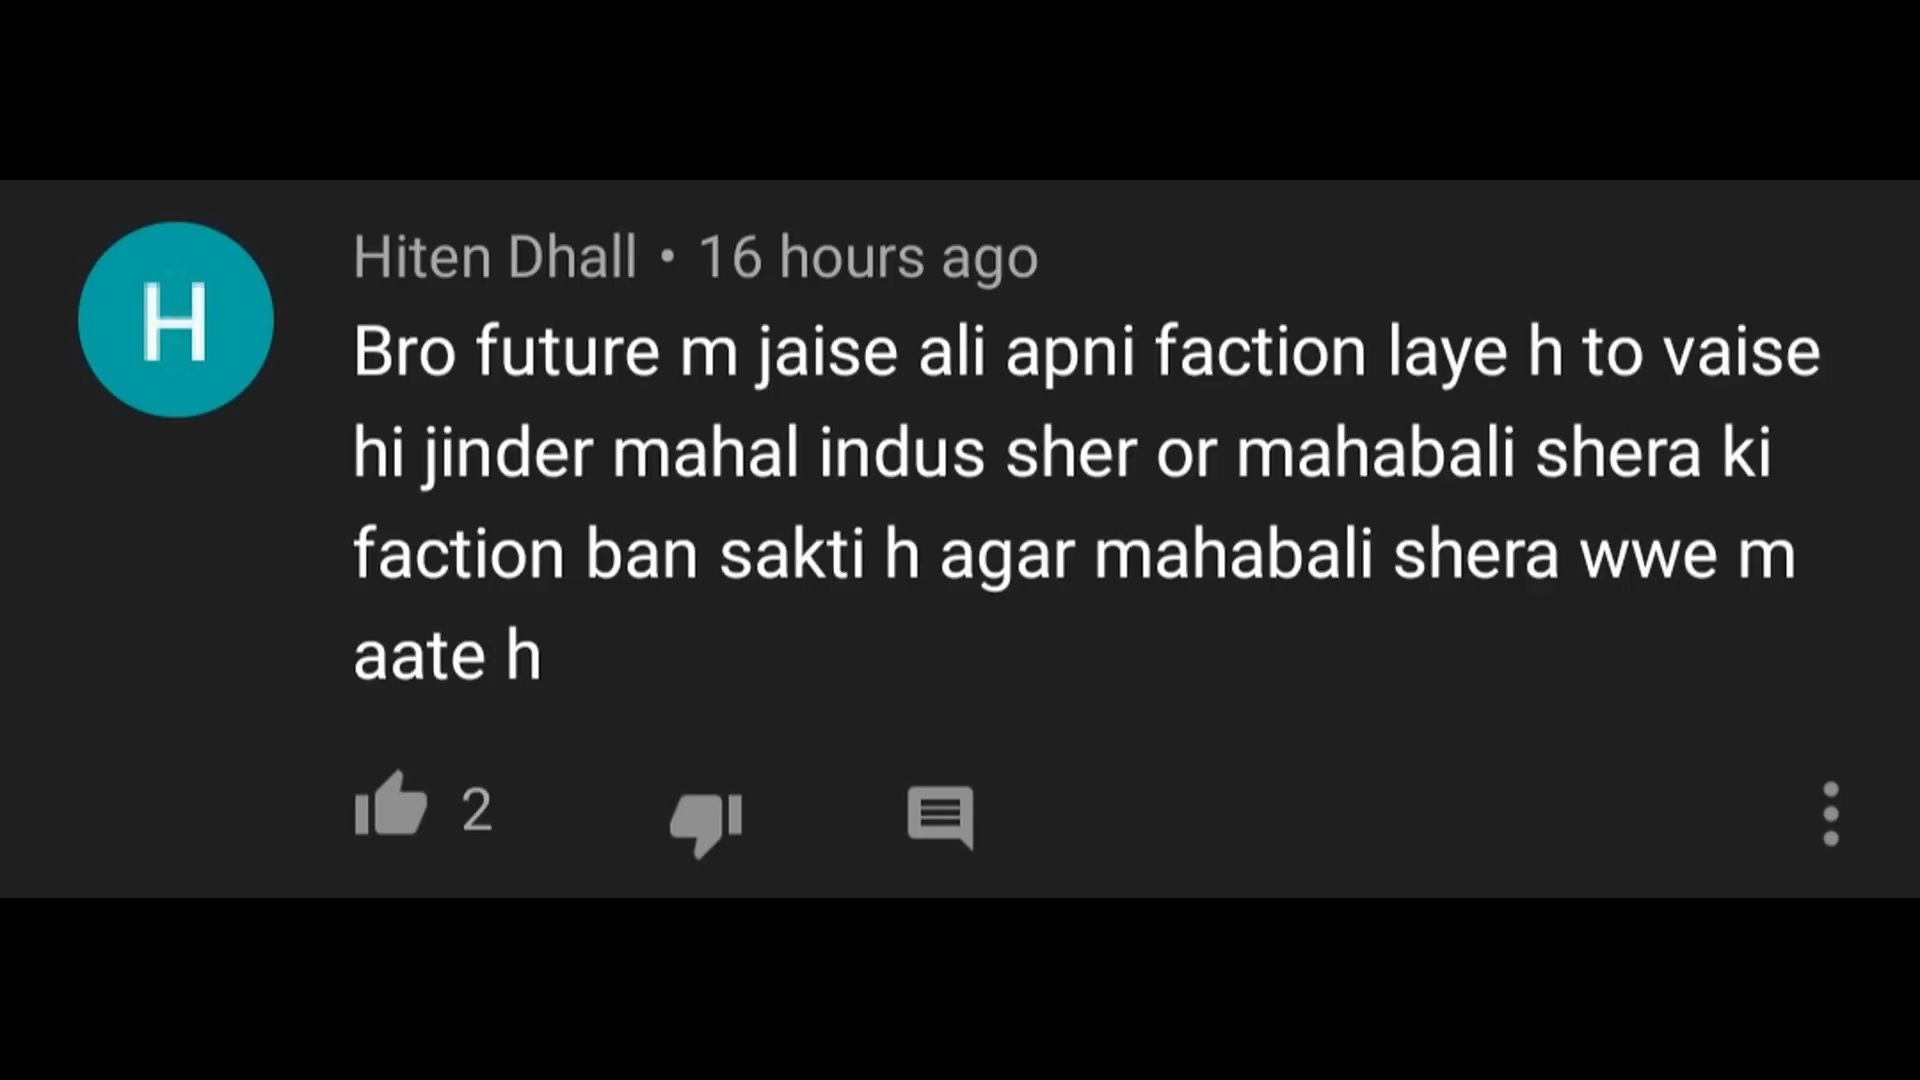 H
Hiten Dhall • 16 hours ago
Bro future m jaise ali apni faction laye h to vaise
hi jinder mahal indus sher or mahabali shera ki
faction ban sakti h agar mahabali shera wwe m
aate h
2